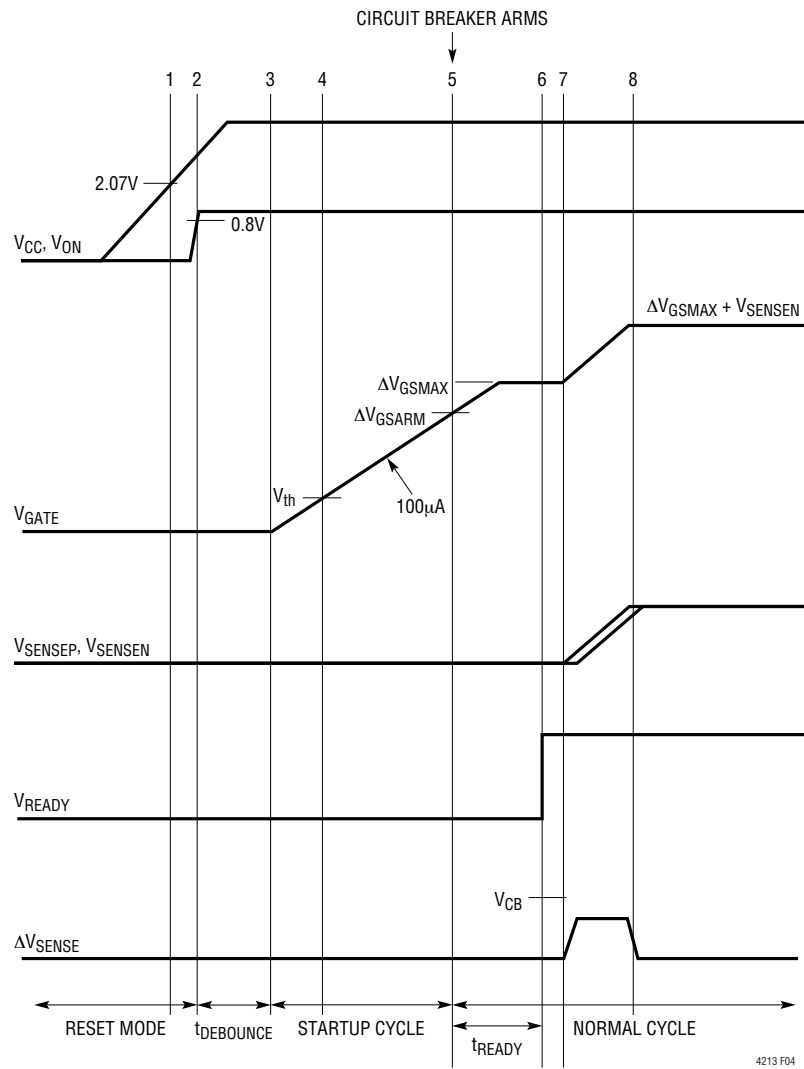 CIRCUIT BREAKER ARMS
1 2 3 4 5 6 7 8
2.07V
0.8V
VCC, VON
ΔVGSMAX + VSENSEN
ΔVGSMAX
ΔVGSARM
Vth
100µA
VGATE
VSENSEP, VSENSEN
VREADY
VCB
ΔVSENSE
RESET MODE tDEBOUNCE STARTUP CYCLE NORMAL CYCLE
tREADY
4213 F04